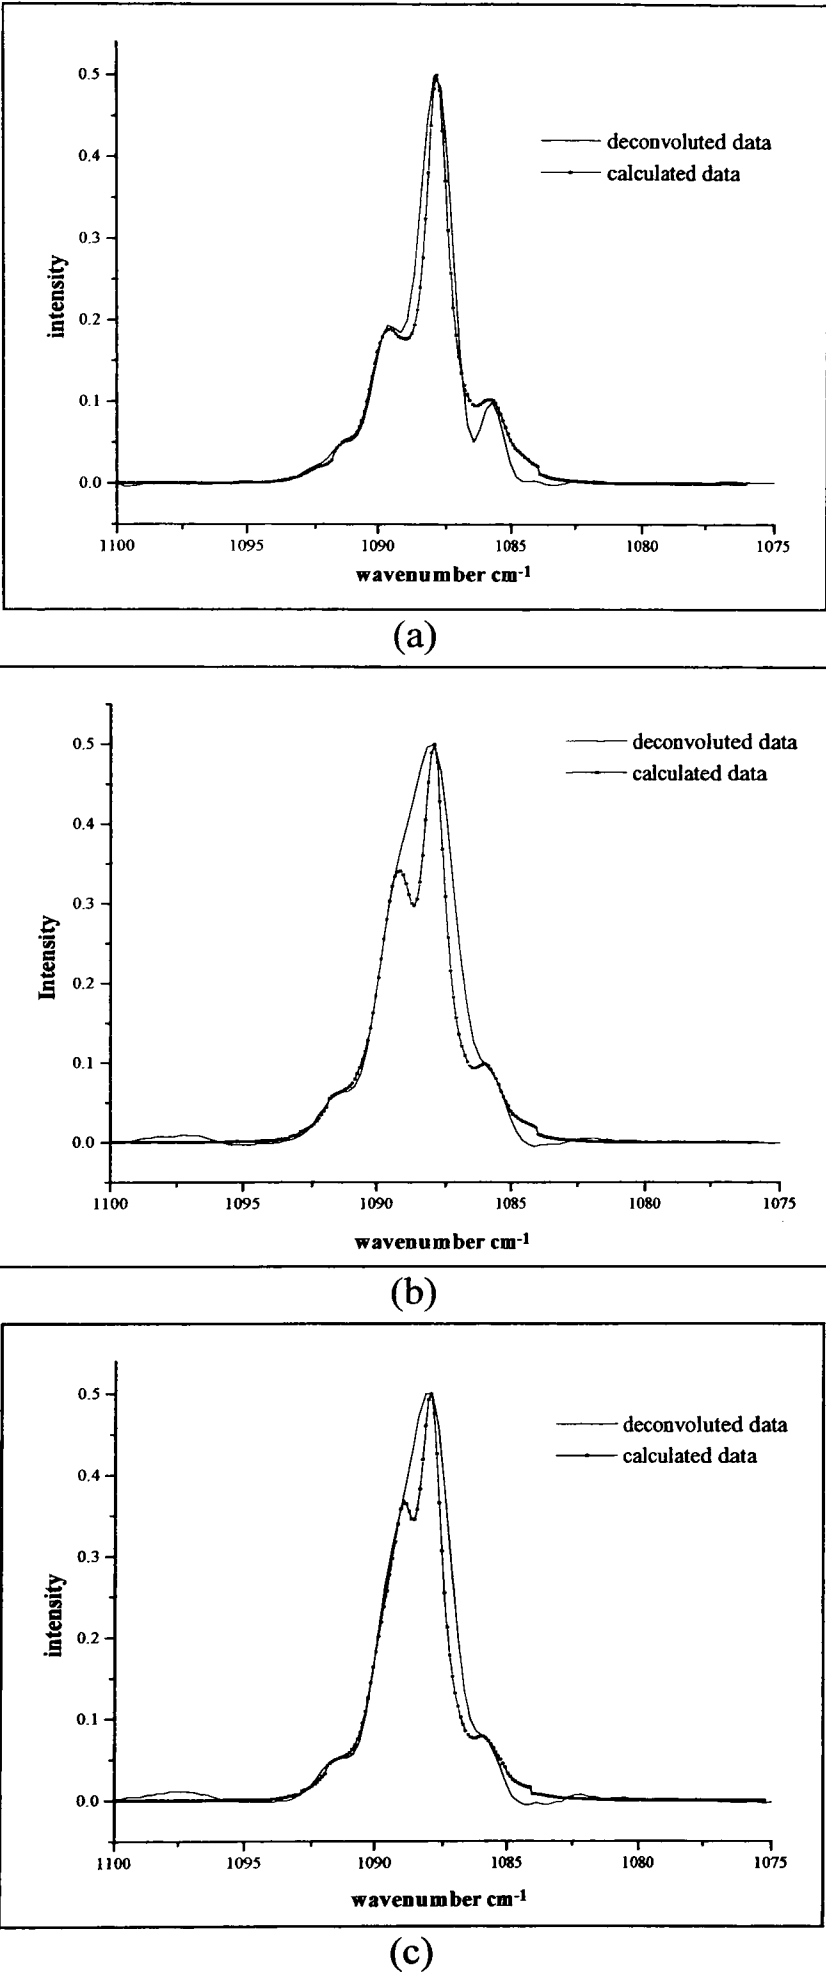 0.5
0.4
0.3
0.2
0.1
0.0
intensity
deconvoluted data
calculated data
1100
1095
1090
1085
1080
1075
wavenumber cm-1
(a)
0.5
0.4
0.3
0.2
0.1
0.0
Intensity
deconvoluted data
calculated data
1100
1095
1090
1085
1080
1075
wavenumber cm-1
(b)
0.5
0.4
0.3
0.2
0.1
0.0
intensity
deconvoluted data
calculated data
1100
1095
1090
1085
1080
1075
wavenumber cm-1
(c)